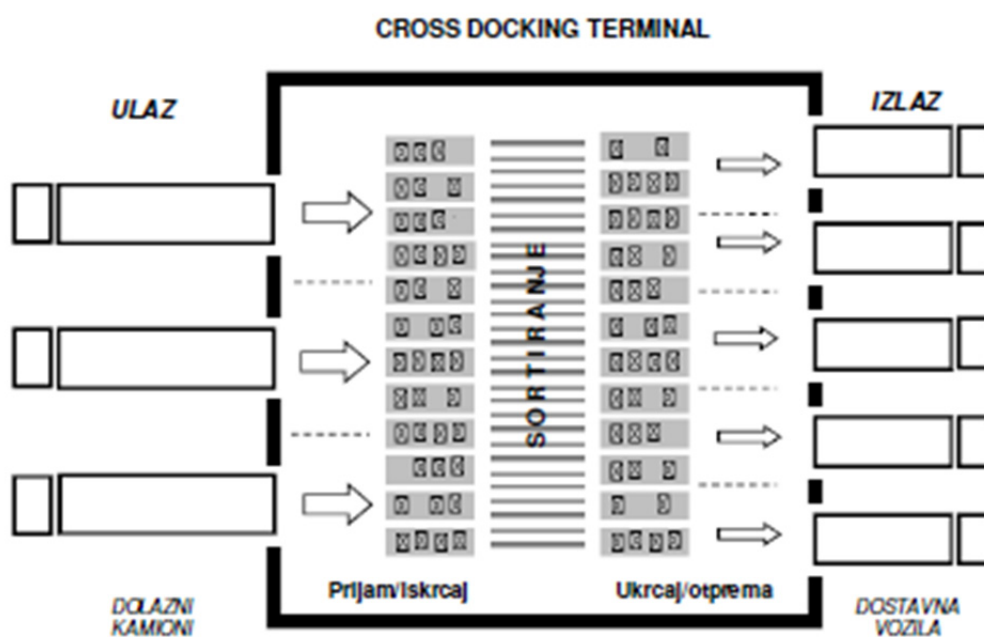 CROSS DOCKING TERMINAL
ULAZ
IZLAZ
SORTIRANJE
Prijam/Iskrcaj
Ukrcaj/otprema
DOLAZNI
KAMIONI
DOSTAVNA
VOZILA